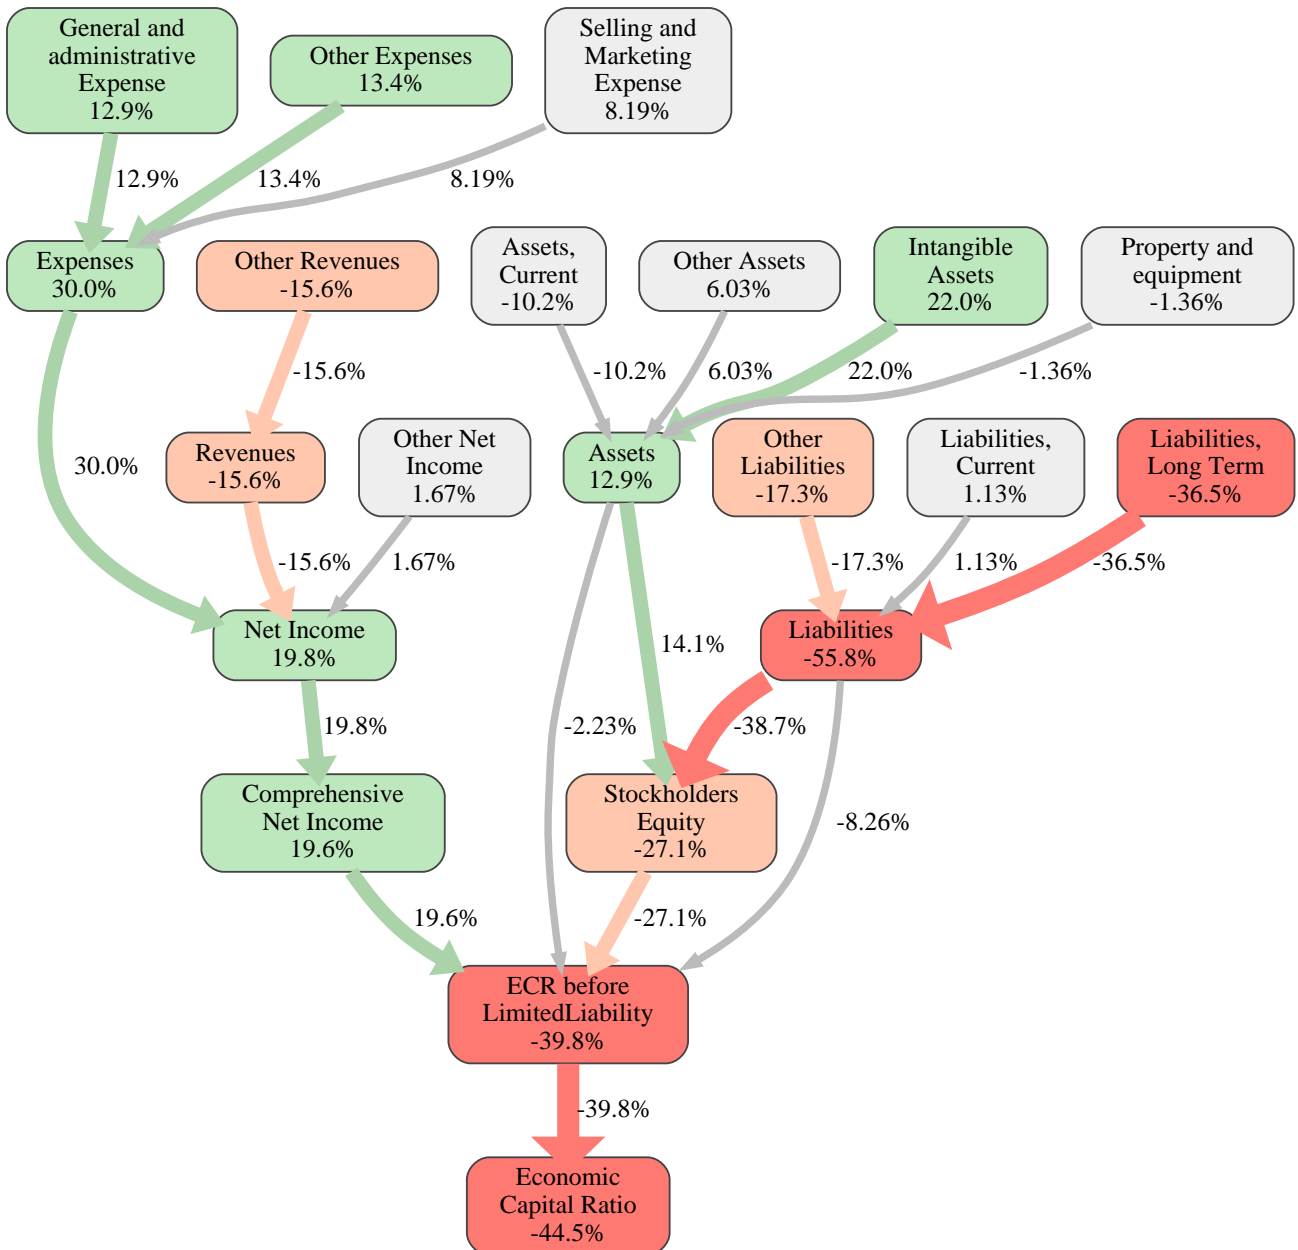 General and
administrative
Expense
12.9%
Other Expenses
13.4%
Selling and
Marketing
Expense
8.19%
12.9%
13.4%
8.19%
Expenses
30.0%
Other Revenues
-15.6%
Assets,
Current
-10.2%
Other Assets
6.03%
Intangible
Assets
22.0%
Property and
equipment
-1.36%
-15.6%
-10.2%
6.03%
22.0%
-1.36%
30.0%
Revenues
-15.6%
Other Net
Income
1.67%
Assets
12.9%
Other
Liabilities
-17.3%
Liabilities,
Current
1.13%
Liabilities,
Long Term
-36.5%
-15.6%
1.67%
-17.3%
1.13%
-36.5%
Net Income
19.8%
14.1%
Liabilities
-55.8%
19.8%
-2.23%
-38.7%
Comprehensive
Net Income
19.6%
Stockholders
Equity
-27.1%
-8.26%
19.6%
-27.1%
ECR before
LimitedLiability
-39.8%
-39.8%
Economic
Capital Ratio
-44.5%